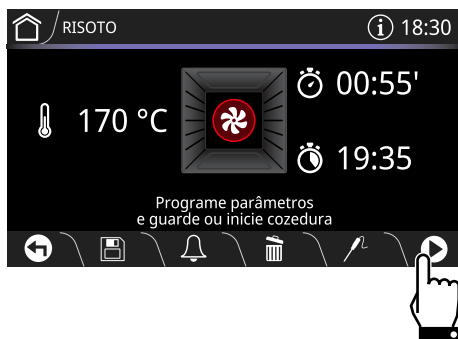 RISOTO
18:30
170 °C
00:55'
19:35
Programe parâmetros
e guarde ou inicie cozedura